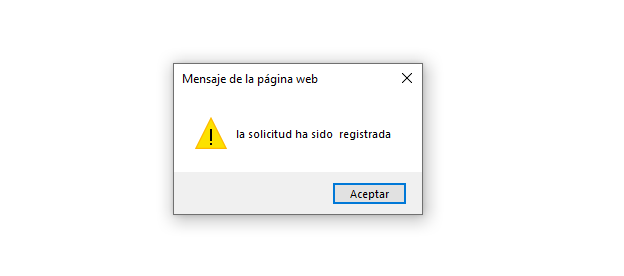 Mensaje de la página web
la solicitud ha sido  registrada
Aceptar